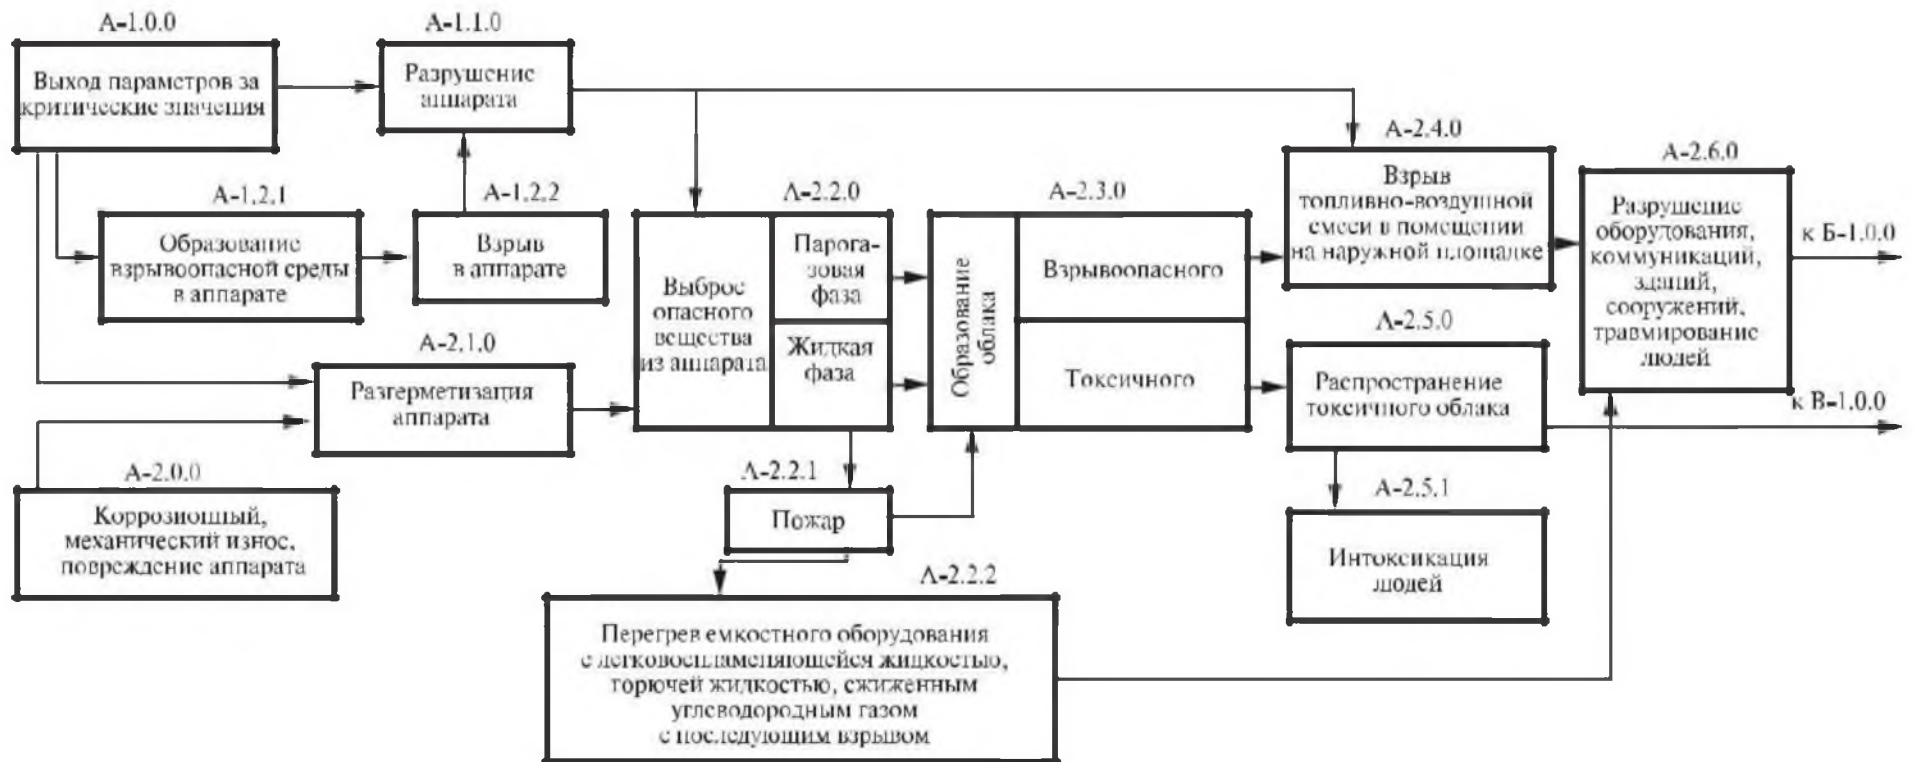 А-1.0.0
Выход параметров за
критические значения
А-1.1.0
Разрушение
аппарата
А-1.2.1
Образование
взрывоопасной среды
в аппарате
А-1.2.2
Взрыв
в аппарате
А-2.1.0
Разгерметизация
аппарата
А-2.0.0
Коррозионный,
механический износ,
повреждение аппарата
А-2.2.0
Выброс
опасного
вещества
из аппарата
Парога-
зовая
фаза
Жидкая
фаза
А-2.2.1
Пожар
А-2.2.2
Перегрев емкостного оборудования
с легковоспламеняющейся жидкостью,
горючей жидкостью, сжиженным
углеводородным газом
с последующим взрывом
А-2.3.0
Образование
облака
Взрывоопасного
Токсичного
А-2.4.0
Взрыв
топливно-воздушной
смеси в помещении
на наружной площадке
А-2.5.0
Распространение
токсичного облака
А-2.5.1
Интоксикация
людей
А-2.6.0
Разрушение
оборудования,
коммуникаций,
зданий,
сооружений,
травмирование
людей
к Б-1.0.0
к В-1.0.0